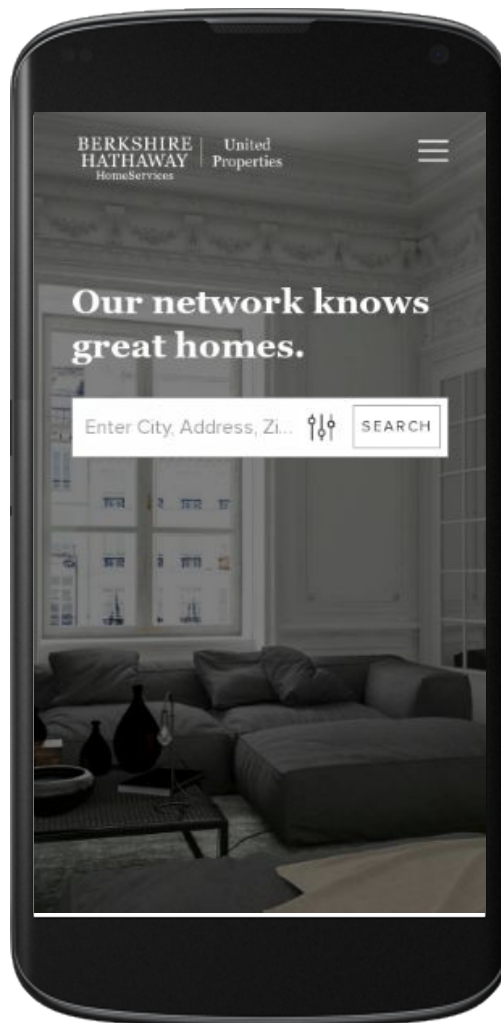 BERKSHIRE
HATHAWAY
HomeServices
United
Properties
Our network knows
great homes.
Enter City, Address, Zi...
SEARCH